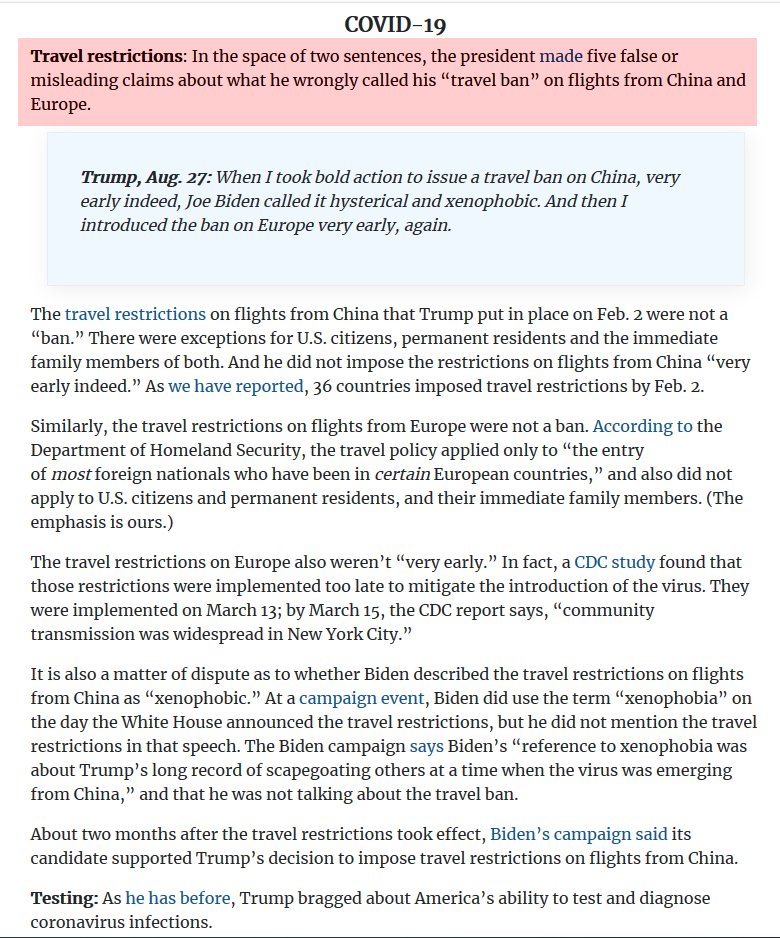 COVID-19
Travel restrictions: In the space of two sentences, the president made five false or
misleading claims about what he wrongly called his “travel ban” on flights from China and
Europe.
Trump, Aug. 27: When I took bold action to issue a travel ban on China, very
early indeed, Joe Biden called it hysterical and xenophobic. And then I
introduced the ban on Europe very early, again.
The travel restrictions on flights from China that Trump put in place on Feb. 2 were not a
“ban.” There were exceptions for U.S. citizens, permanent residents and the immediate
family members of both. And he did not impose the restrictions on flights from China “very
early indeed.” As we have reported, 36 countries imposed travel restrictions by Feb. 2.
Similarly, the travel restrictions on flights from Europe were not a ban. According to the
Department of Homeland Security, the travel policy applied only to “the entry
of most foreign nationals who have been in certain European countries,” and also did not
apply to U.S. citizens and permanent residents, and their immediate family members. (The
emphasis is ours.)
The travel restrictions on Europe also weren’t “very early.” In fact, a CDC study found that
those restrictions were implemented too late to mitigate the introduction of the virus. They
were implemented on March 13; by March 15, the CDC report says, “community
transmission was widespread in New York City.”
It is also a matter of dispute as to whether Biden described the travel restrictions on flights
from China as “xenophobic.” At a campaign event, Biden did use the term “xenophobia” on
the day the White House announced the travel restrictions, but he did not mention the travel
restrictions in that speech. The Biden campaign says Biden’s “reference to xenophobia was
about Trump’s long record of scapegoating others at a time when the virus was emerging
from China,” and that he was not talking about the travel ban.
About two months after the travel restrictions took effect, Biden’s campaign said its
candidate supported Trump’s decision to impose travel restrictions on flights from China.
Testing: As he has before, Trump bragged about America’s ability to test and diagnose
coronavirus infections.